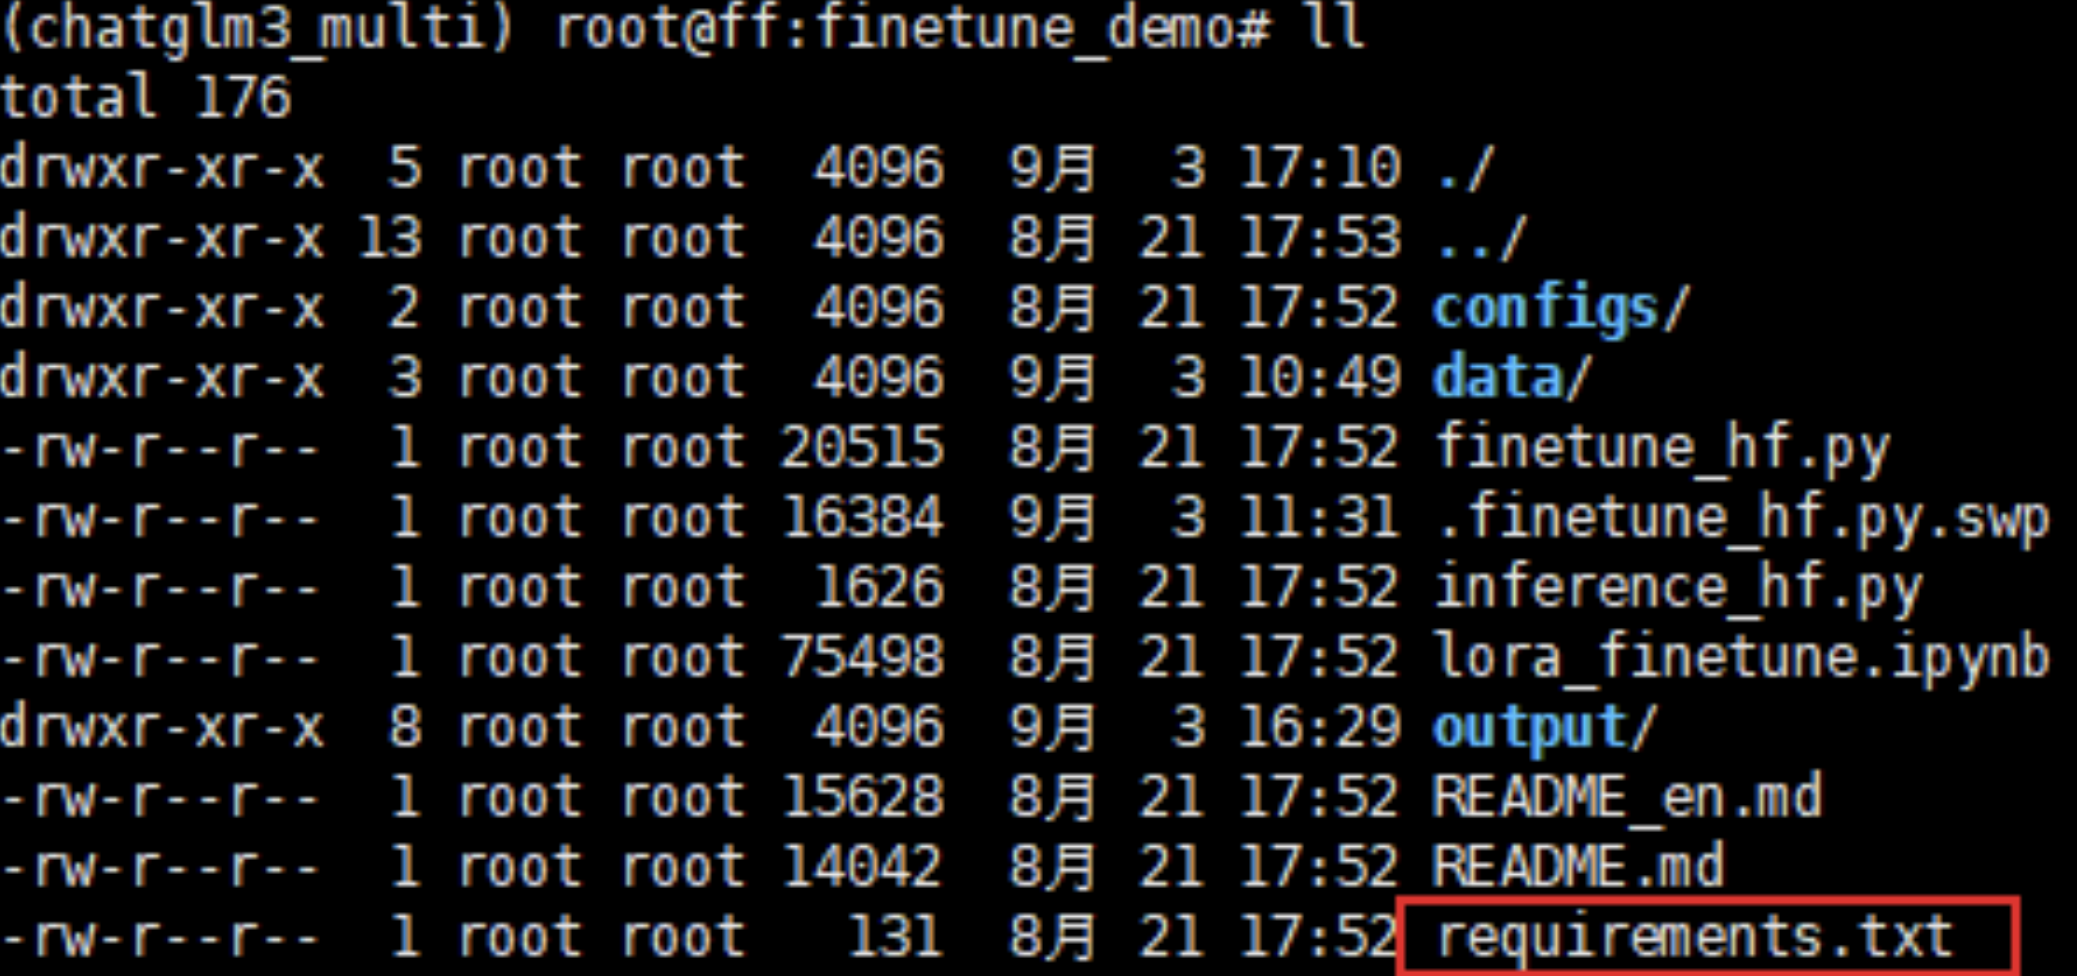 (chatglm3_multi) root@ff:finetune_demo# ll
total 176
drwxr-xr-x  5 root root  4096  9月  3 17:10 ./
drwxr-xr-x 13 root root  4096  8月 21 17:53 ../
drwxr-xr-x  2 root root  4096  8月 21 17:52 configs/
drwxr-xr-x  3 root root  4096  9月  3 10:49 data/
-rw-r--r--  1 root root 20515  8月 21 17:52 finetune_hf.py
-rw-r--r--  1 root root 16384  9月  3 11:31 .finetune_hf.py.swp
-rw-r--r--  1 root root  1626  8月 21 17:52 inference_hf.py
-rw-r--r--  1 root root 75498  8月 21 17:52 lora_finetune.ipynb
drwxr-xr-x  8 root root  4096  9月  3 16:29 output/
-rw-r--r--  1 root root 15628  8月 21 17:52 README_en.md
-rw-r--r--  1 root root 14042  8月 21 17:52 README.md
-rw-r--r--  1 root root   131  8月 21 17:52 requirements.txt